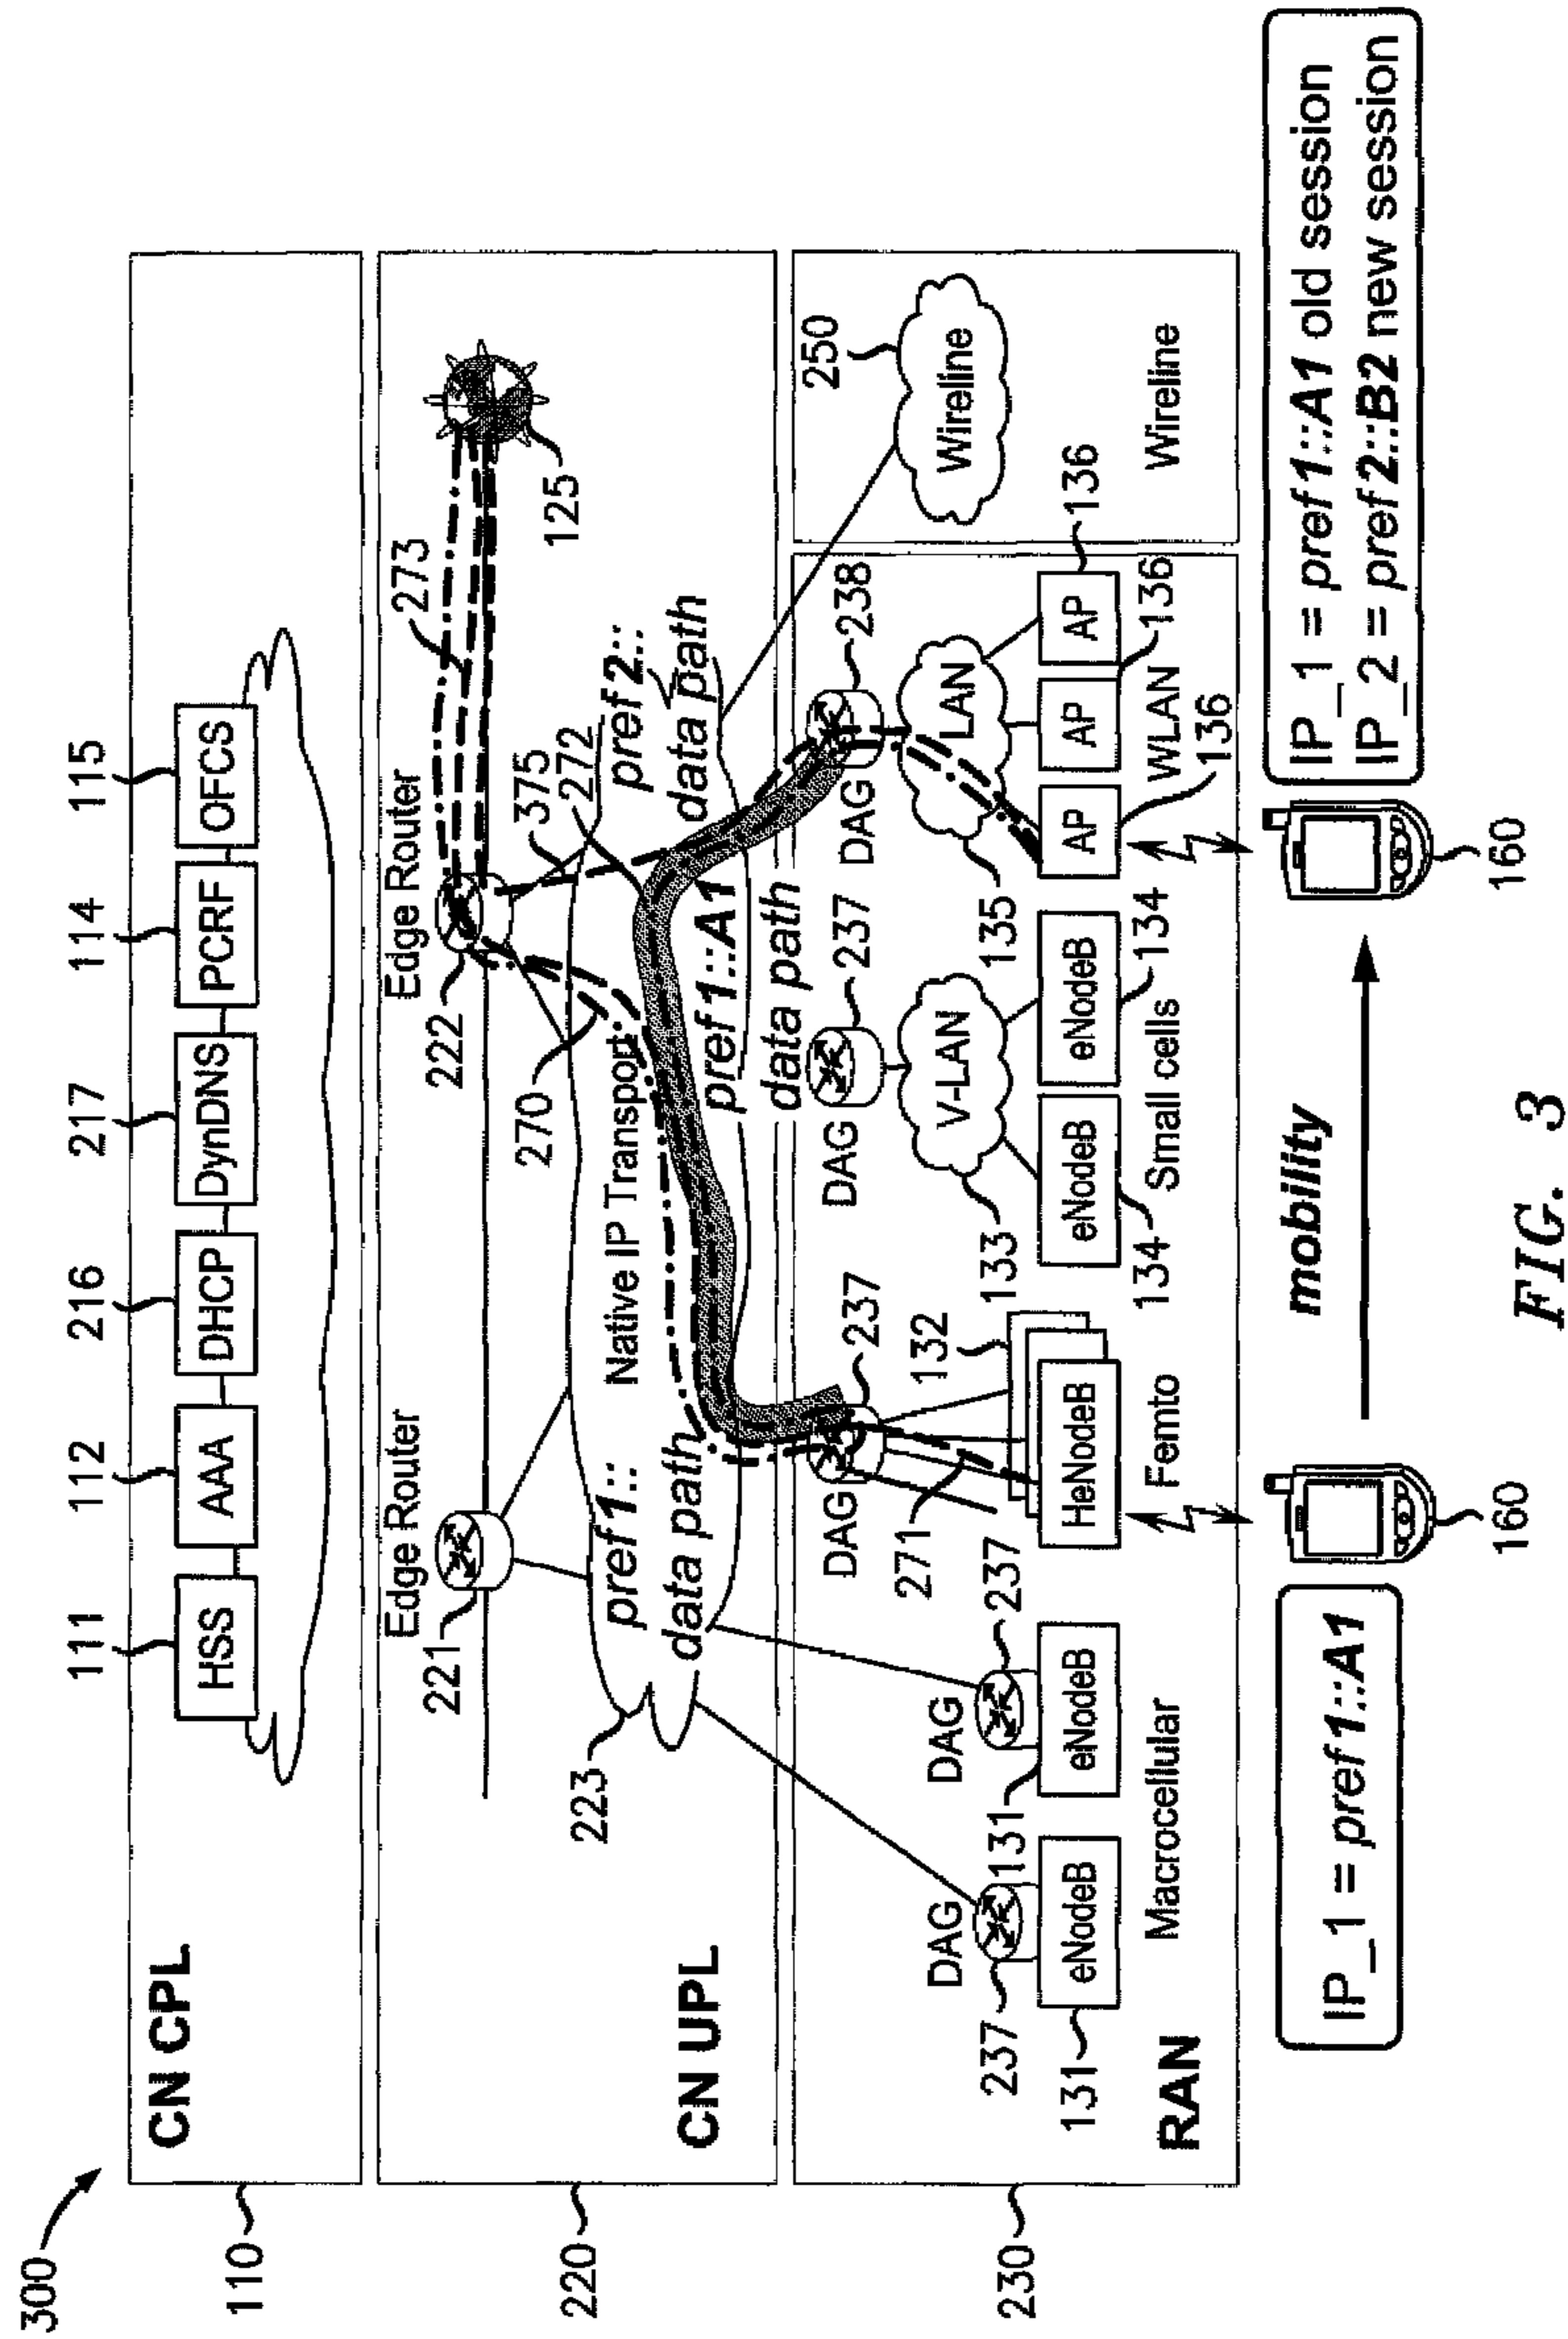 300
110
CN CPL
111
112
216
217
114
115
HSS
AAA
DHCP
DynDNS
PCRF
OFCS
220
CN UPL
Edge Router
221
Edge Router
222
273
125
223
pref1::
data path
Native IP Transport
270
375
272
pref2::
data path
pref1::A1
data path
230
RAN
DAG
237
131
eNodeB
DAG
237
131
eNodeB
Macrocellular
DAG
237
271
132
HeNodeB
Femto
DAG
237
133
V-LAN
134
eNodeB
eNodeB
134
Small cells
DAG
238
135
LAN
AP
AP
AP
136
136
136
WLAN
250
Wireline
Wireline
160
IP_1 = pref1::A1
mobility
160
IP_1 = pref1::A1 old session
IP_2 = pref2::B2 new session
FIG. 3